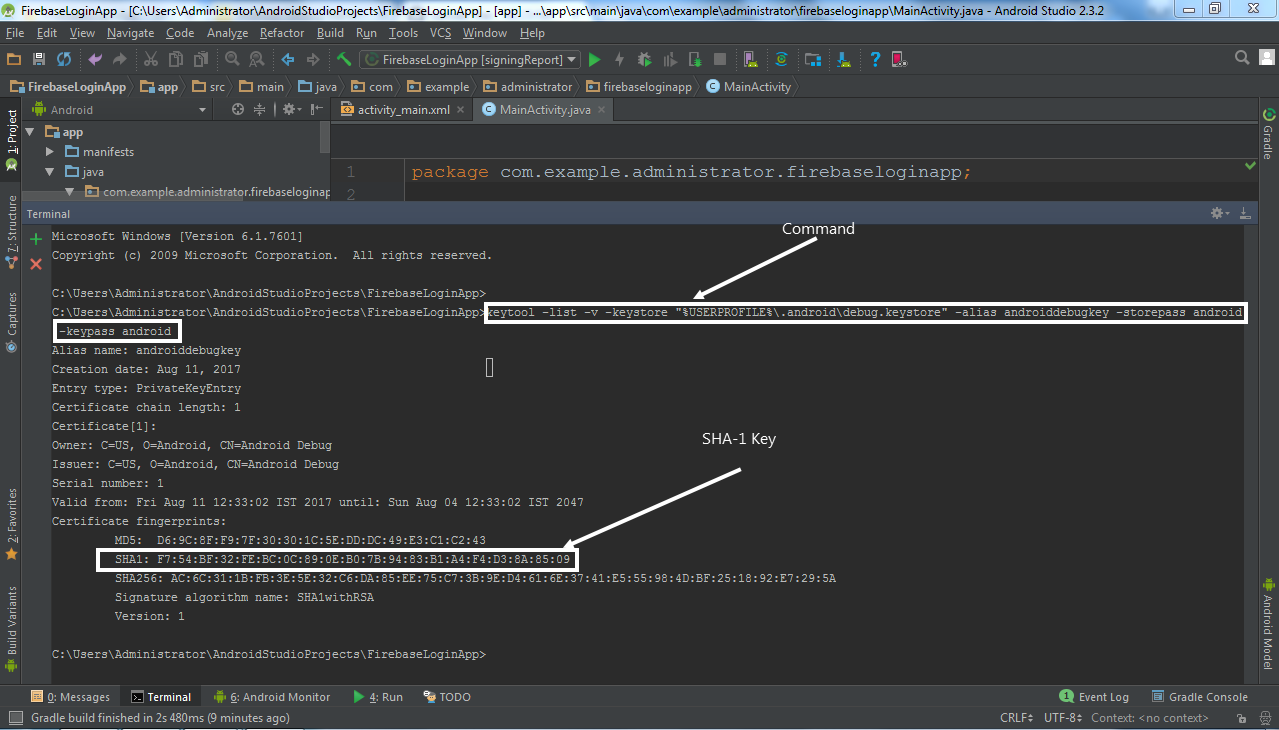 FirebaseLoginApp - [C:\Users\Administrator\AndroidStudioProjects\FirebaseLoginApp] - [app] - ...\app\src\main\java\com\example\administrator\firebaseloginapp\MainActivity.java - Android Studio 2.3.2
File Edit View Navigate Code Analyze Refactor Build Run Tools VCS Window Help
FirebaseLoginApp [signingReport]
FirebaseLoginApp app src main java com example administrator firebaseloginapp MainActivity
Android activity_main.xml MainActivity.java
1: Project
Gradle
app
manifests
java
com.example.administrator.firebaseloginap
1 package com.example.administrator.firebaseloginapp;
2
7: Structure
Captures
2: Favorites
Build Variants
Android Model
Terminal
Command
Microsoft Windows [Version 6.1.7601]
Copyright (c) 2009 Microsoft Corporation.  All rights reserved.
C:\Users\Administrator\AndroidStudioProjects\FirebaseLoginApp>
C:\Users\Administrator\AndroidStudioProjects\FirebaseLoginApp>keytool -list -v -keystore "%USERPROFILE%\.android\debug.keystore" -alias androiddebugkey -storepass android
-keypass android
Alias name: androiddebugkey
Creation date: Aug 11, 2017
Entry type: PrivateKeyEntry
Certificate chain length: 1
Certificate[1]:
SHA-1 Key
Owner: C=US, O=Android, CN=Android Debug
Issuer: C=US, O=Android, CN=Android Debug
Serial number: 1
Valid from: Fri Aug 11 12:33:02 IST 2017 until: Sun Aug 04 12:33:02 IST 2047
Certificate fingerprints:
MD5:  D6:9C:8F:F9:7F:30:30:1C:5E:DD:DC:49:E3:C1:C2:43
SHA1: F7:54:BF:32:FE:BC:0C:89:0E:B0:7B:94:83:B1:A4:F4:D3:8A:85:09
SHA256: AC:6C:31:1B:FB:3E:5E:32:C6:DA:85:EE:75:C7:3B:9E:D4:61:6E:37:41:E5:55:98:4D:BF:25:18:92:E7:29:5A
Signature algorithm name: SHA1withRSA
Version: 1
C:\Users\Administrator\AndroidStudioProjects\FirebaseLoginApp>
0: Messages Terminal 6: Android Monitor 4: Run TODO 1 Event Log Gradle Console
Gradle build finished in 2s 480ms (9 minutes ago) CRLF UTF-8 Context: <no context>